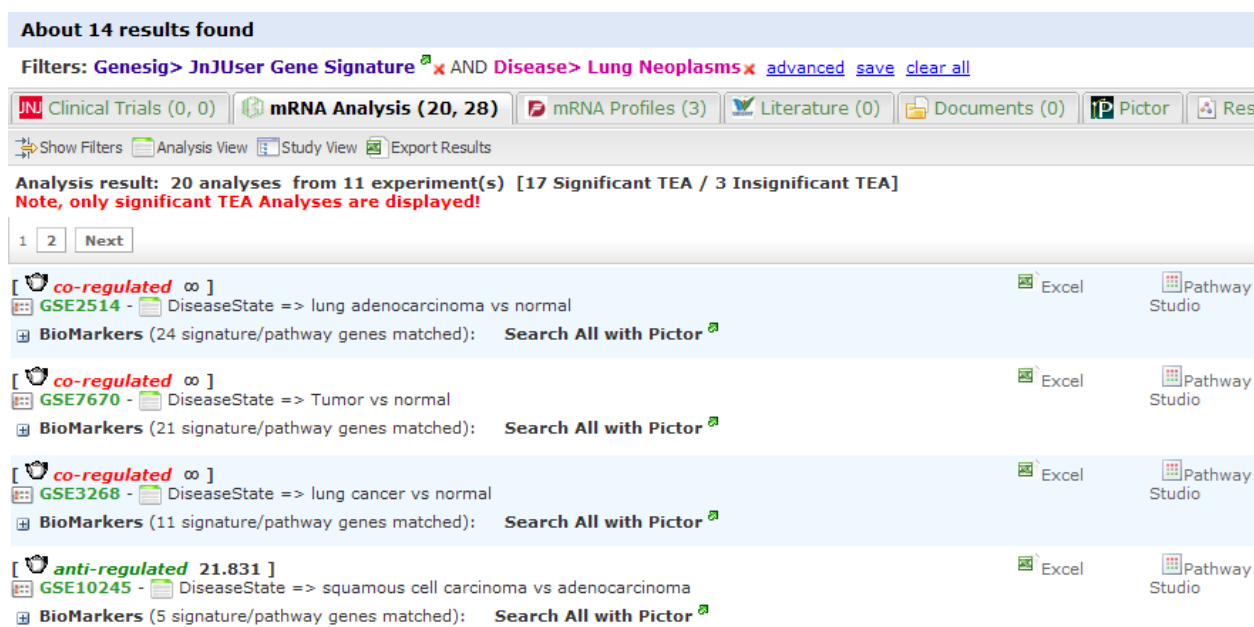 About 14 results found
Filters: Genesig> JnJUser Gene Signature AND Disease> Lung Neoplasms advanced save clear all
JNJ Clinical Trials (0, 0) mRNA Analysis (20, 28) mRNA Profiles (3) Literature (0) Documents (0) iP Pictor Res
Show Filters Analysis View Study View Export Results
Analysis result: 20 analyses from 11 experiment(s) [17 Significant TEA / 3 Insignificant TEA]
Note, only significant TEA Analyses are displayed!
1 2 Next
[ co-regulated ∞ ] Excel Pathway
GSE2514 - DiseaseState => lung adenocarcinoma vs normal Studio
BioMarkers (24 signature/pathway genes matched): Search All with Pictor
[ co-regulated ∞ ] Excel Pathway
GSE7670 - DiseaseState => Tumor vs normal Studio
BioMarkers (21 signature/pathway genes matched): Search All with Pictor
[ co-regulated ∞ ] Excel Pathway
GSE3268 - DiseaseState => lung cancer vs normal Studio
BioMarkers (11 signature/pathway genes matched): Search All with Pictor
[ anti-regulated 21.831 ] Excel Pathway
GSE10245 - DiseaseState => squamous cell carcinoma vs adenocarcinoma Studio
BioMarkers (5 signature/pathway genes matched): Search All with Pictor